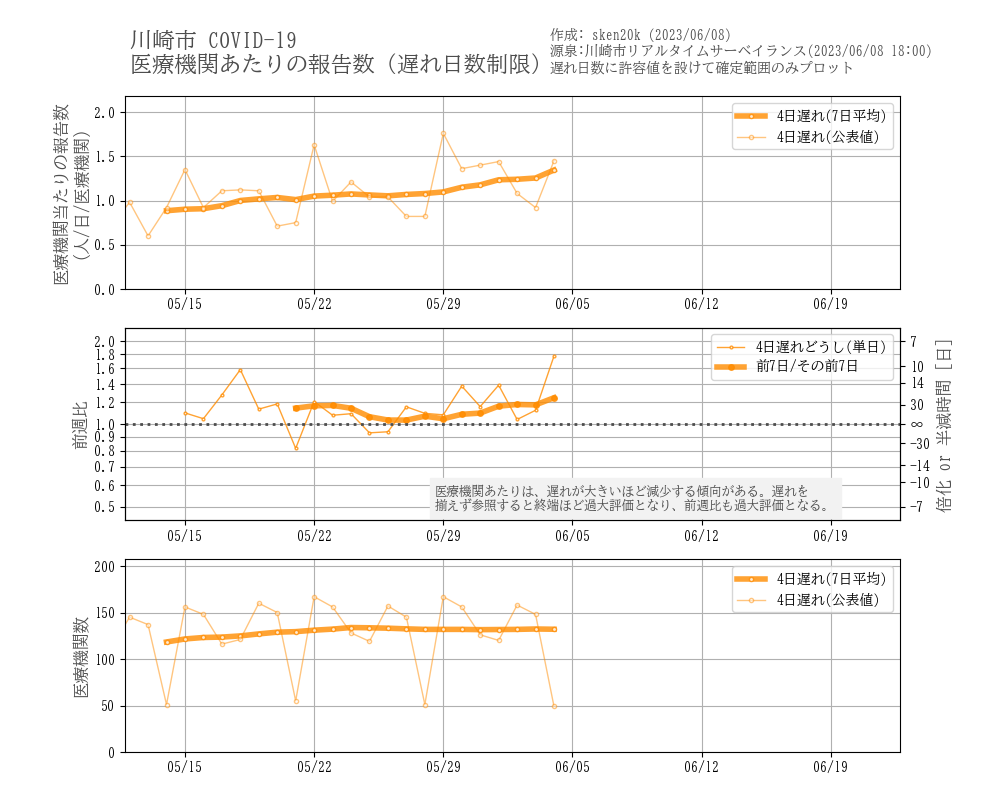 川崎市 COVID-19
医療機関あたりの報告数 (遅れ日数制限)
作成: sken20k (2023/06/08)
源泉:川崎市リアルタイムサーベイランス(2023/06/08 18:00)
遅れ日数に許容値を設けて確定範囲のみプロット
医療機関当たりの報告数
(人/日/医療機関)
2.0
1.5
1.0
0.5
0.0
4日遅れ(7日平均)
4日遅れ(公表値)
05/15 05/22 05/29 06/05 06/12 06/19
前週比
2.0
1.8
1.6
1.4
1.2
1.0
0.9
0.8
0.7
0.6
0.5
4日遅れどうし(単日)
前7日/その前7日
7
10
14
30
∞
-30
-14
-10
-7
倍化 or 半減時間 [日]
医療機関あたりは、遅れが大きいほど減少する傾向がある。遅れを
揃えず参照すると終端ほど過大評価となり、前週比も過大評価となる。
05/15 05/22 05/29 06/05 06/12 06/19
医療機関数
200
150
100
50
0
4日遅れ(7日平均)
4日遅れ(公表値)
05/15 05/22 05/29 06/05 06/12 06/19